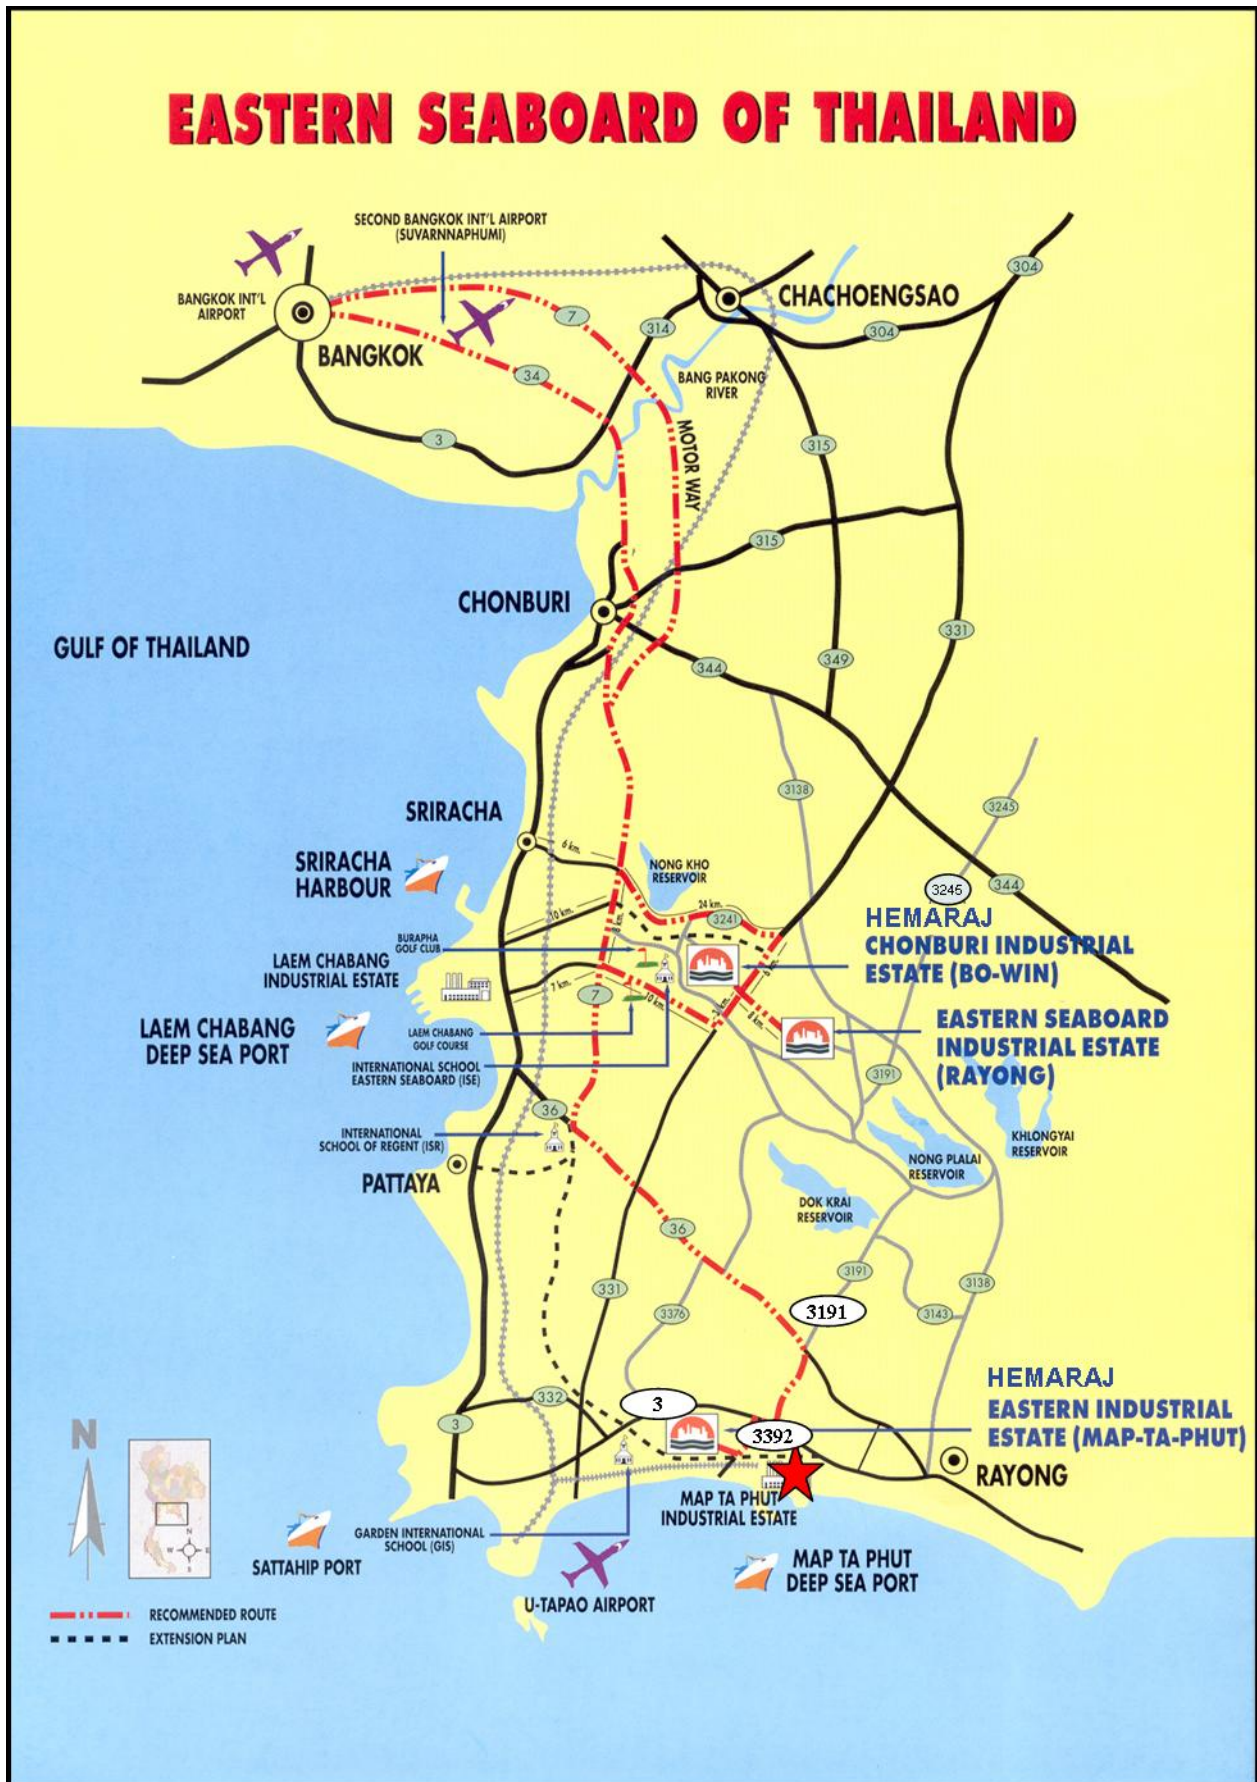 EASTERN SEABOARD OF THAILAND
SECOND BANGKOK INT'L AIRPORT
(SUVARNNAPHUMI)
BANGKOK INT'L
AIRPORT
BANGKOK
CHACHOENGSAO
304
304
314
7
34
3
BANG PAKONG
RIVER
MOTOR WAY
315
315
CHONBURI
GULF OF THAILAND
331
344
349
3138
3245
SRIRACHA
6 km.
SRIRACHA
HARBOUR
NONG KHO
RESERVOIR
344
3245
24 km.
3241
10 km.
HEMARAJ
CHONBURI INDUSTRIAL
ESTATE (BO-WIN)
BURAPHA
GOLF CLUB
LAEM CHABANG
INDUSTRIAL ESTATE
7 km.
7
10 km.
8 km.
LAEM CHABANG
DEEP SEA PORT
LAEM CHABANG
GOLF COURSE
EASTERN SEABOARD
INDUSTRIAL ESTATE
(RAYONG)
INTERNATIONAL SCHOOL
EASTERN SEABOARD (ISE)
3191
36
INTERNATIONAL
SCHOOL OF REGENT (ISR)
KHLONGYAI
RESERVOIR
NONG PLALAI
RESERVOIR
PATTAYA
DOK KRAI
RESERVOIR
36
3191
3138
331
3376
3191
3143
HEMARAJ
EASTERN INDUSTRIAL
ESTATE (MAP-TA-PHUT)
332
3
3
3392
RAYONG
N
MAP TA PHUT
INDUSTRIAL ESTATE
GARDEN INTERNATIONAL
SCHOOL (GIS)
SATTAHIP PORT
N
W
E
S
MAP TA PHUT
DEEP SEA PORT
U-TAPAO AIRPORT
RECOMMENDED ROUTE
EXTENSION PLAN